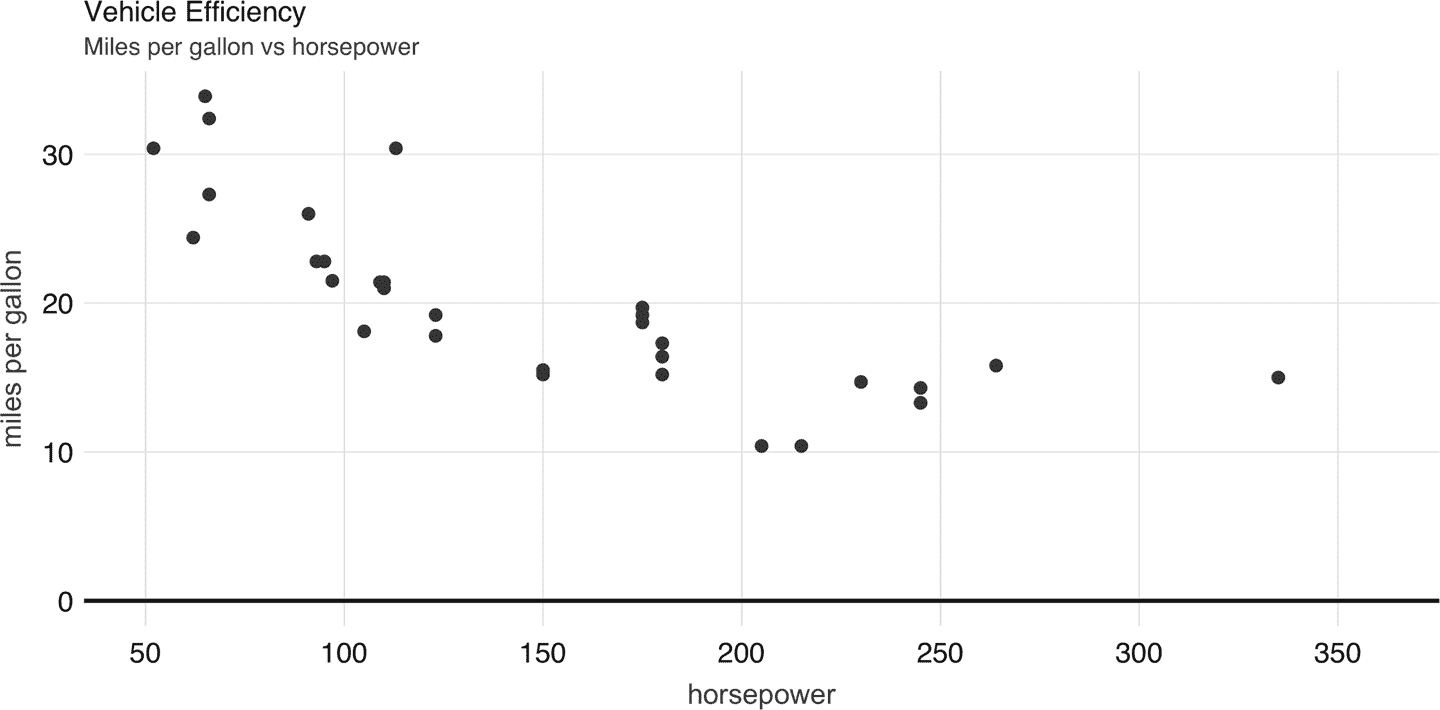 Vehicle Efficiency
Miles per gallon vs horsepower
miles per gallon
30
20
10
0
50 100 150 200 250 300 350
horsepower